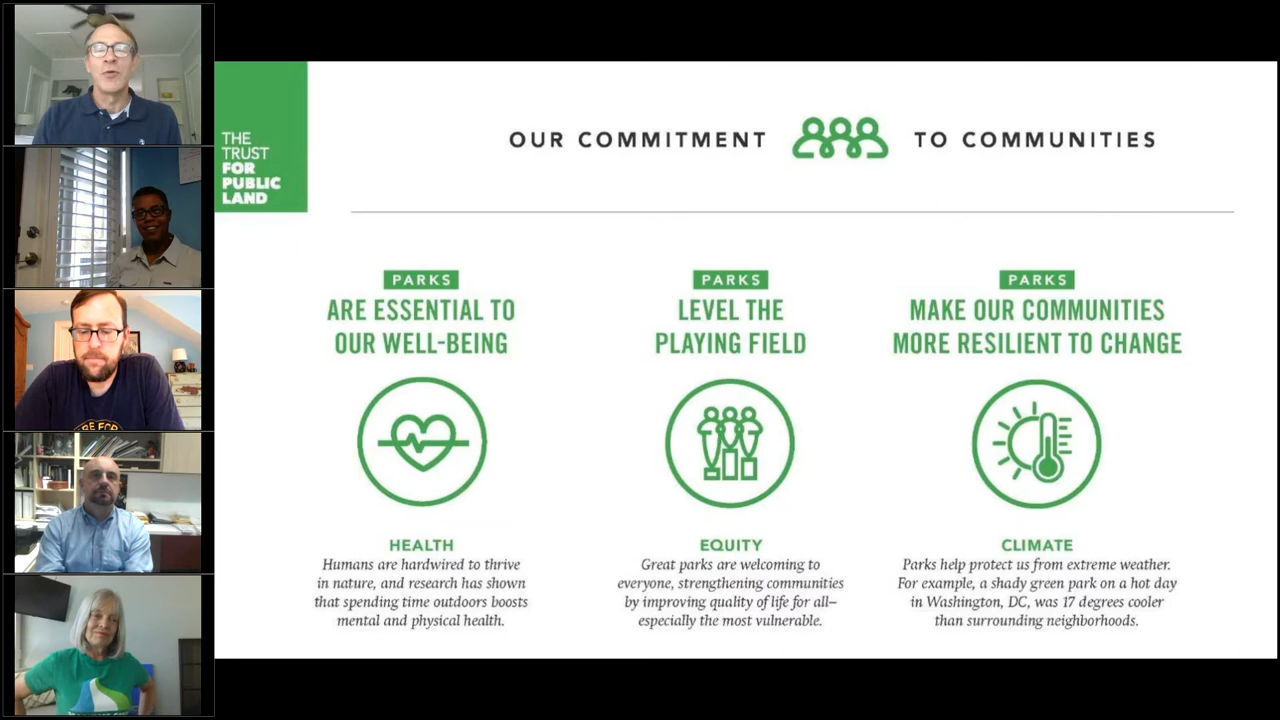 THE
TRUST
FOR
PUBLIC
LAND
OUR COMMITMENT TO COMMUNITIES
PARKS
ARE ESSENTIAL TO
OUR WELL-BEING
HEALTH
Humans are hardwired to thrive
in nature, and research has shown
that spending time outdoors boosts
mental and physical health.
PARKS
LEVEL THE
PLAYING FIELD
EQUITY
Great parks are welcoming to
everyone, strengthening communities
by improving quality of life for all—
especially the most vulnerable.
PARKS
MAKE OUR COMMUNITIES
MORE RESILIENT TO CHANGE
CLIMATE
Parks help protect us from extreme weather.
For example, a shady green park on a hot day
in Washington, DC, was 17 degrees cooler
than surrounding neighborhoods.